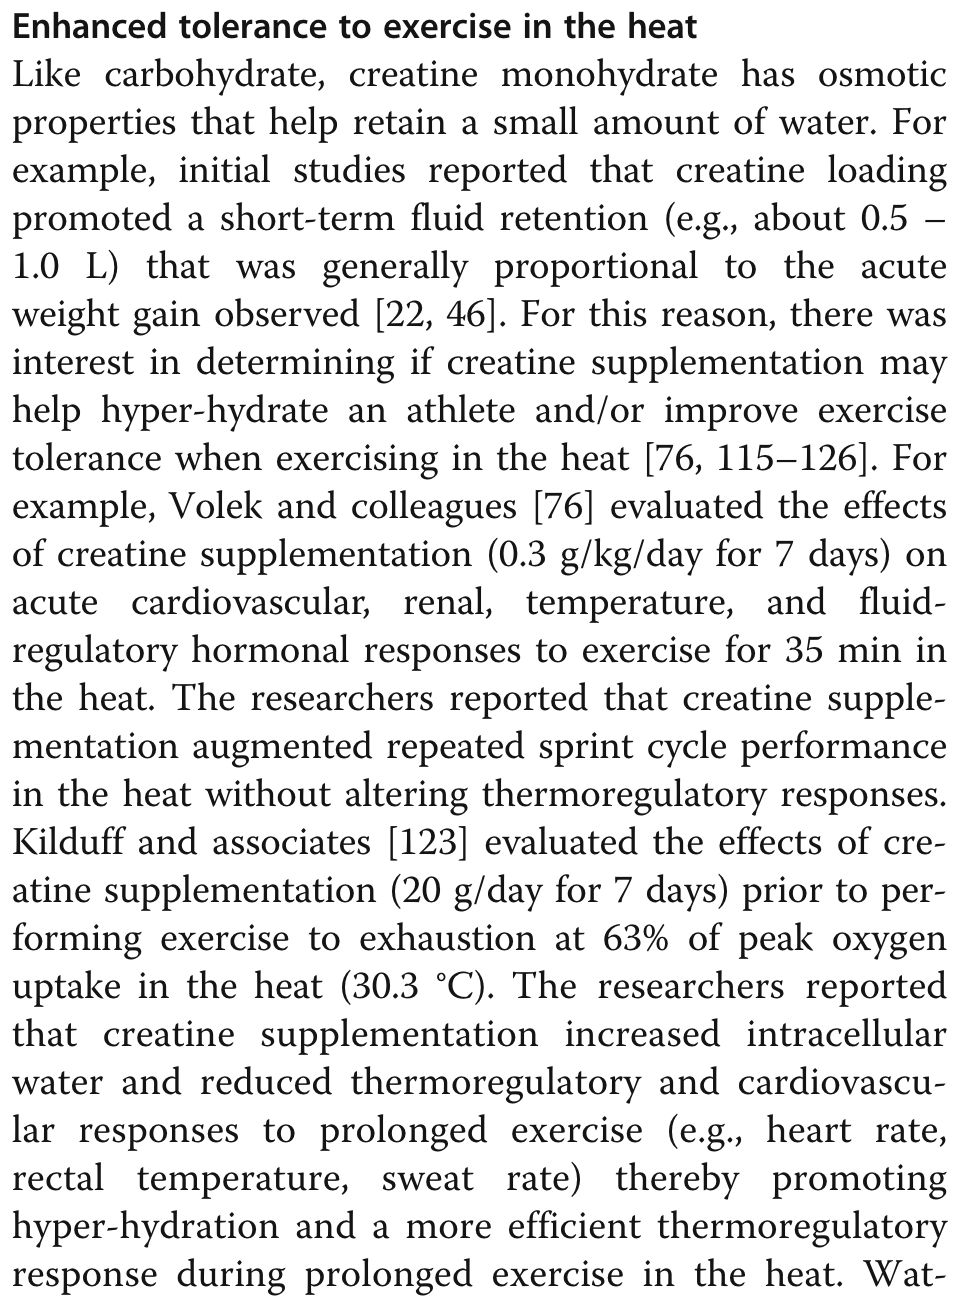 Enhanced tolerance to exercise in the heat
Like carbohydrate, creatine monohydrate has osmotic
properties that help retain a small amount of water. For
example, initial studies reported that creatine loading
promoted a short-term fluid retention (e.g., about 0.5 –
1.0 L) that was generally proportional to the acute
weight gain observed [22, 46]. For this reason, there was
interest in determining if creatine supplementation may
help hyper-hydrate an athlete and/or improve exercise
tolerance when exercising in the heat [76, 115–126]. For
example, Volek and colleagues [76] evaluated the effects
of creatine supplementation (0.3 g/kg/day for 7 days) on
acute cardiovascular, renal, temperature, and fluid-
regulatory hormonal responses to exercise for 35 min in
the heat. The researchers reported that creatine supple-
mentation augmented repeated sprint cycle performance
in the heat without altering thermoregulatory responses.
Kilduff and associates [123] evaluated the effects of cre-
atine supplementation (20 g/day for 7 days) prior to per-
forming exercise to exhaustion at 63% of peak oxygen
uptake in the heat (30.3 °C). The researchers reported
that creatine supplementation increased intracellular
water and reduced thermoregulatory and cardiovascu-
lar responses to prolonged exercise (e.g., heart rate,
rectal temperature, sweat rate) thereby promoting
hyper-hydration and a more efficient thermoregulatory
response during prolonged exercise in the heat. Wat-